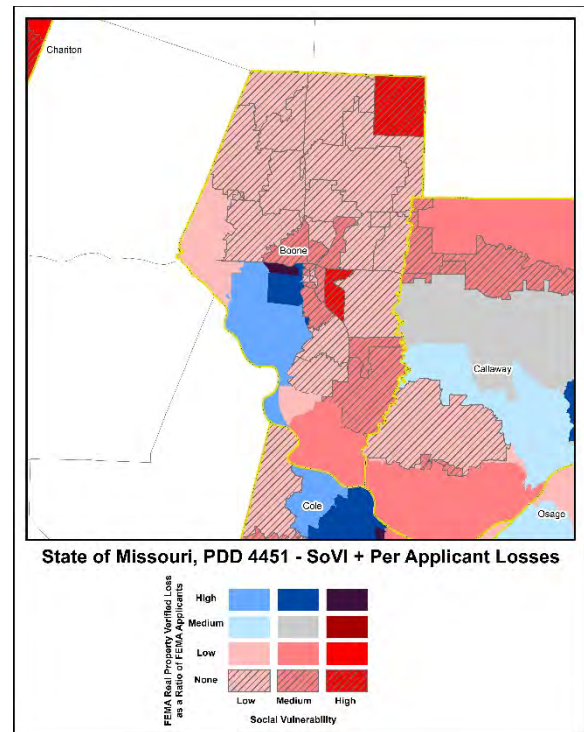 Chariton
Boone
Callaway
Cole
Osage
State of Missouri, PDD 4451 - SoVI + Per Applicant Losses
FEMA Real Property Verified Loss
as a Ratio of FEMA Applicants
High
Medium
Low
None
Low Medium High
Social Vulnerability